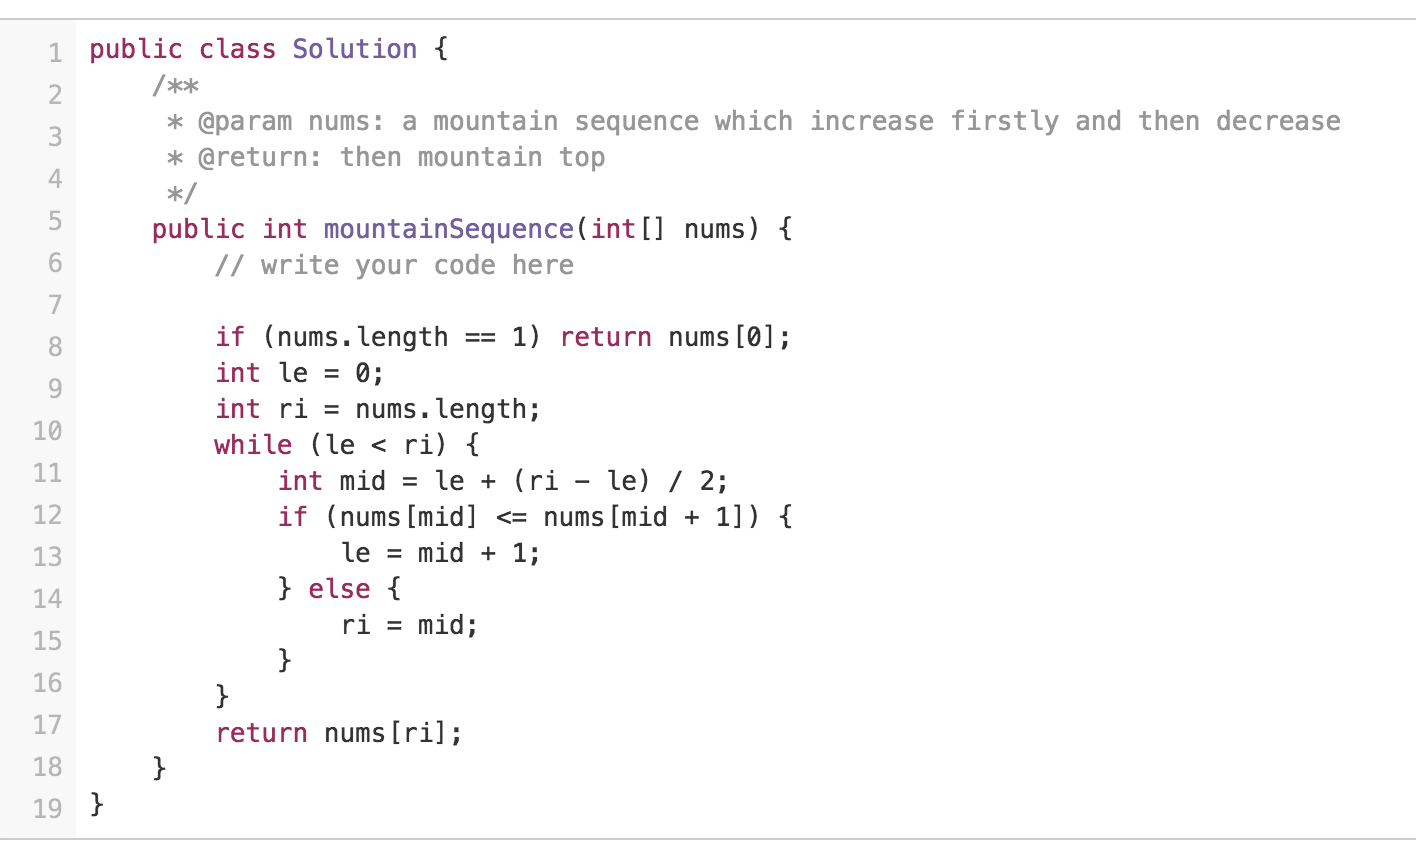 1 public class Solution {
2 /**
3 * @param nums: a mountain sequence which increase firstly and then decrease
4 * @return: then mountain top
*/
5 public int mountainSequence(int[] nums) {
6 // write your code here
7
8 if (nums.length == 1) return nums[0];
9 int le = 0;
int ri = nums.length;
10 while (le < ri) {
11 int mid = le + (ri - le) / 2;
12 if (nums[mid] <= nums[mid + 1]) {
13 le = mid + 1;
14 } else {
15 ri = mid;
}
16 }
17 return nums[ri];
18 }
19 }